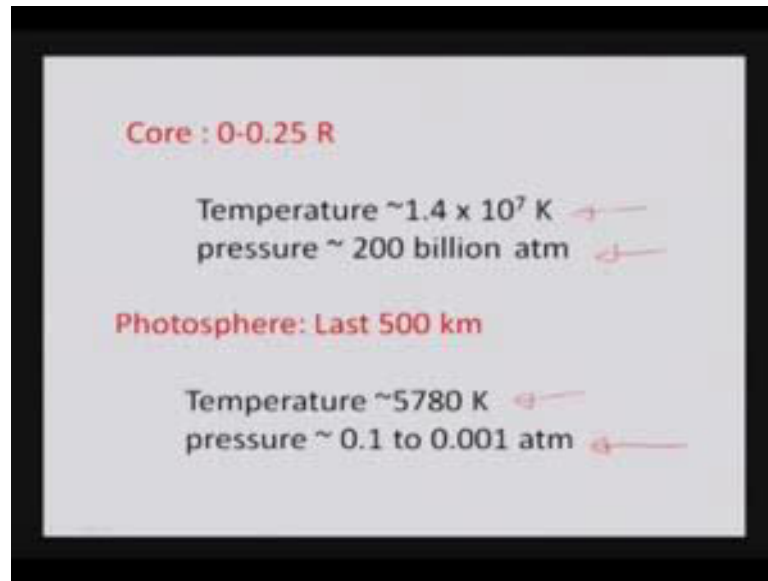 Core : 0-0.25 R
Temperature ~1.4 x 10⁷ K
pressure ~ 200 billion atm
Photosphere: Last 500 km
Temperature ~5780 K
pressure ~ 0.1 to 0.001 atm